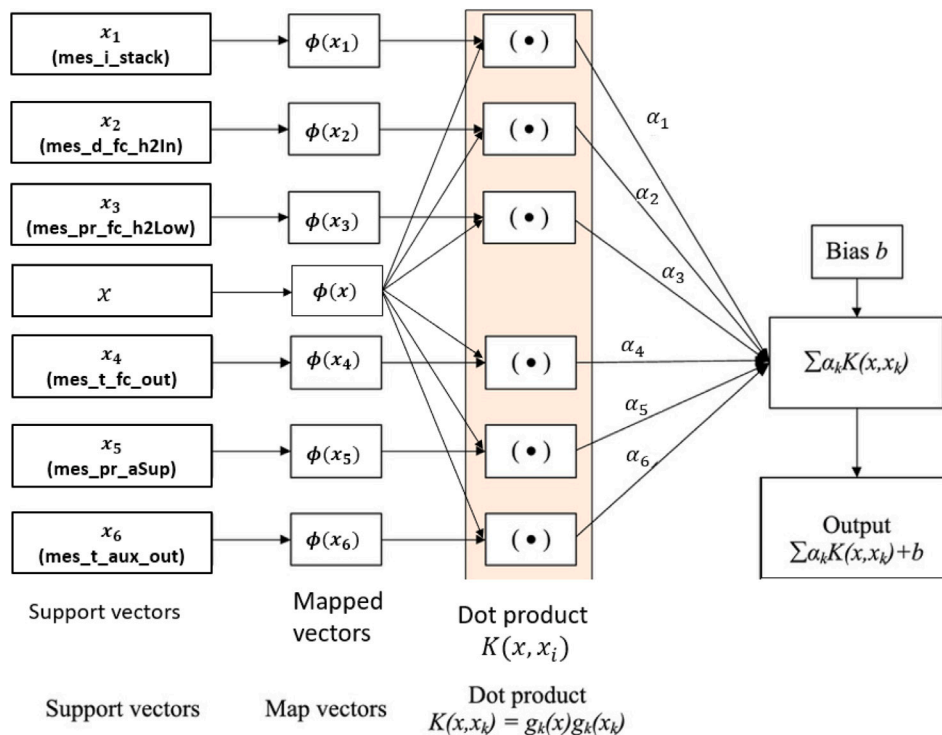 x₁
(mes_i_stack)
ϕ(x₁)
(•)
α₁
x₂
(mes_d_fc_h2In)
ϕ(x₂)
(•)
α₂
x₃
(mes_pr_fc_h2Low)
ϕ(x₃)
(•)
α₃
Bias b
x
ϕ(x)
x₄
(mes_t_fc_out)
ϕ(x₄)
(•)
α₄
∑αₖK(x,xₖ)
x₅
(mes_pr_aSup)
ϕ(x₅)
(•)
α₅
x₆
(mes_t_aux_out)
ϕ(x₆)
(•)
α₆
Output
∑αₖK(x,xₖ)+b
Support vectors
Mapped
vectors
Dot product
K(x, xᵢ)
Support vectors
Map vectors
Dot product
K(x,xₖ) = gₖ(x)gₖ(xₖ)